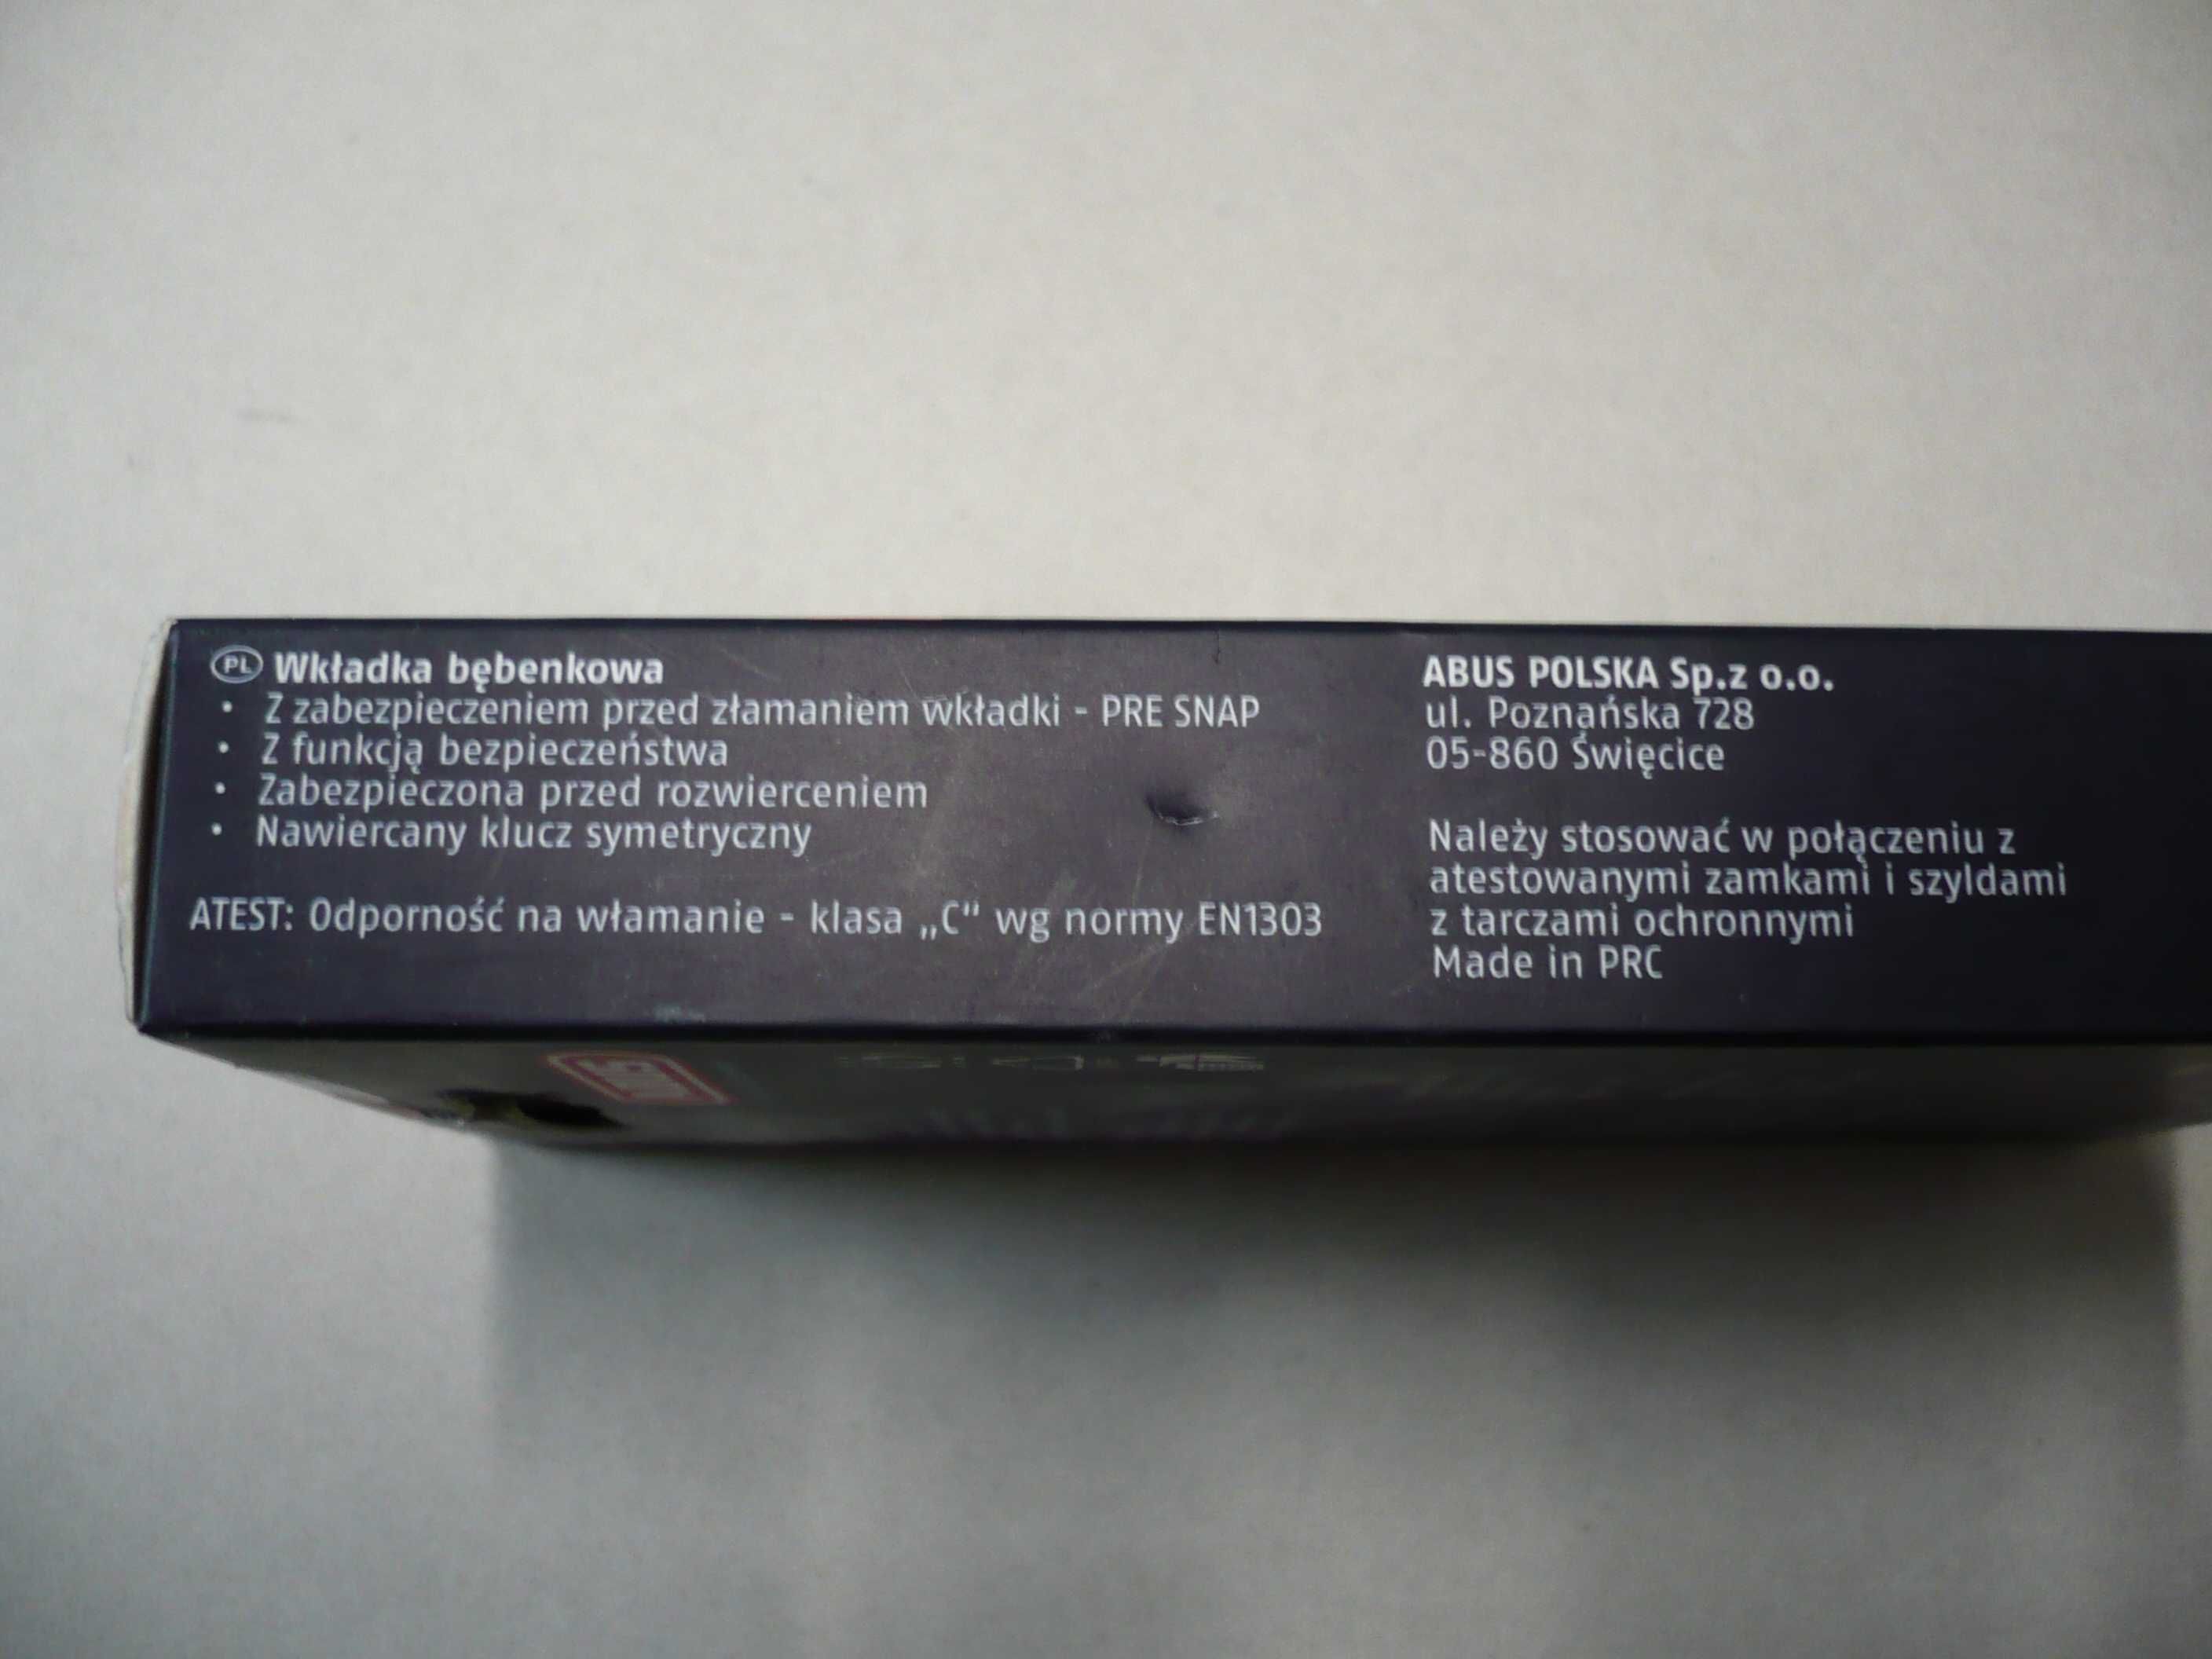 PL Wkładka bębenkowa
• Z zabezpieczeniem przed złamaniem wkładki - PRE SNAP
• Z funkcją bezpieczeństwa
• Zabezpieczona przed rozwierceniem
• Nawiercany klucz symetryczny
ATEST: Odporność na włamanie - klasa „C" wg normy EN1303
ABUS POLSKA Sp.z o.o.
ul. Poznańska 728
05-860 Święcice
Należy stosować w połączeniu z
atestowanymi zamkami i szyldami
z tarczami ochronnymi
Made in PRC